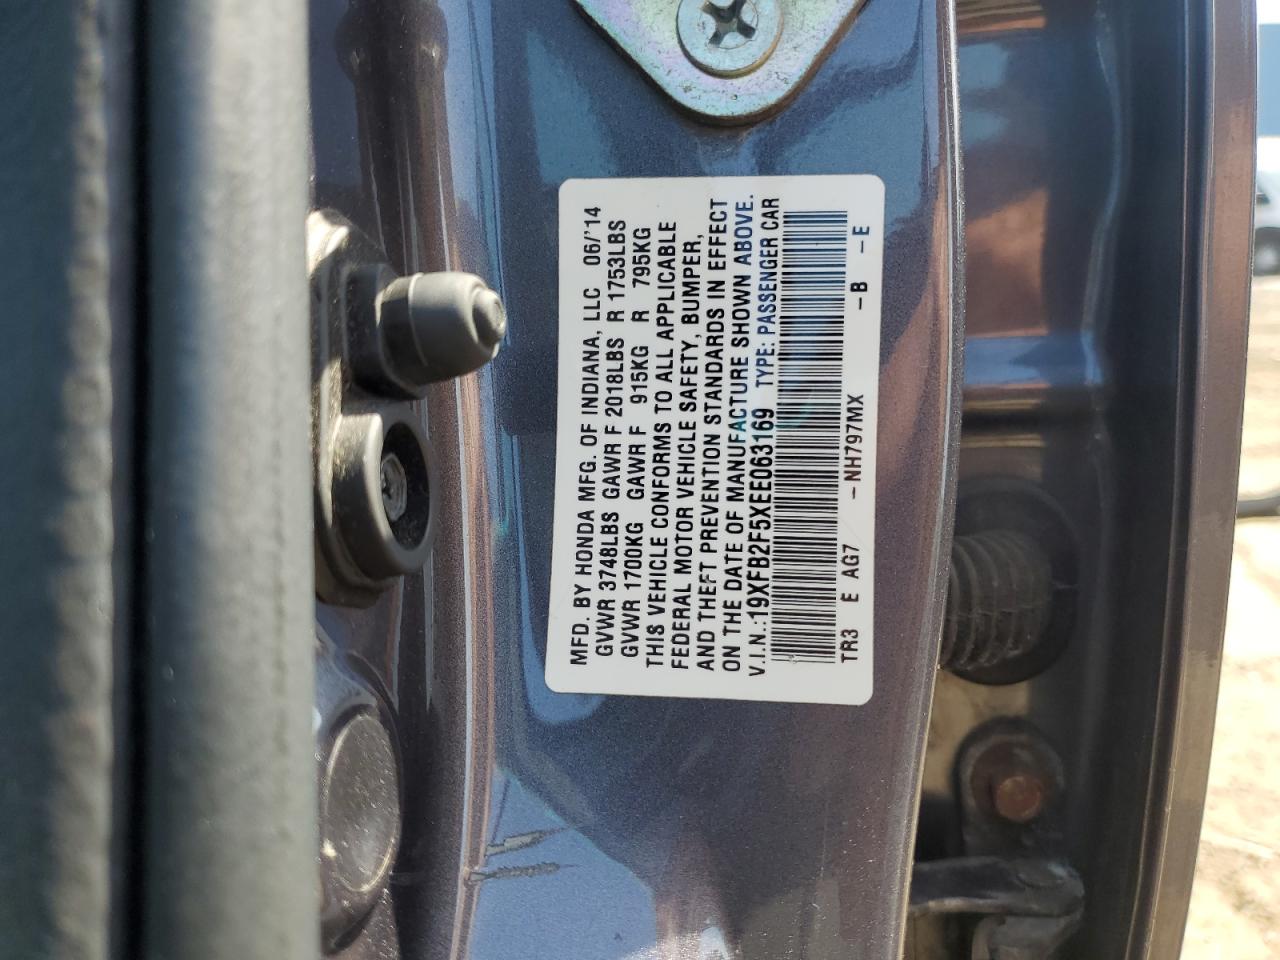 MFD. BY HONDA MFG. OF INDIANA, LLC 06/'14
GVWR 3748LBS GAWR F 2018LBS R 1753LBS
GVWR 1700KG GAWR F 915KG R 795KG
THIS VEHICLE CONFORMS TO ALL APPLICABLE
FEDERAL MOTOR VEHICLE SAFETY, BUMPER,
AND THEFT PREVENTION STANDARDS IN EFFECT
ON THE DATE OF MANUFACTURE SHOWN ABOVE.
V.I.N.: 19XFB2F5XEE063169 TYPE: PASSENGER CAR
TR3 E AG7 -NH797MX -B -E